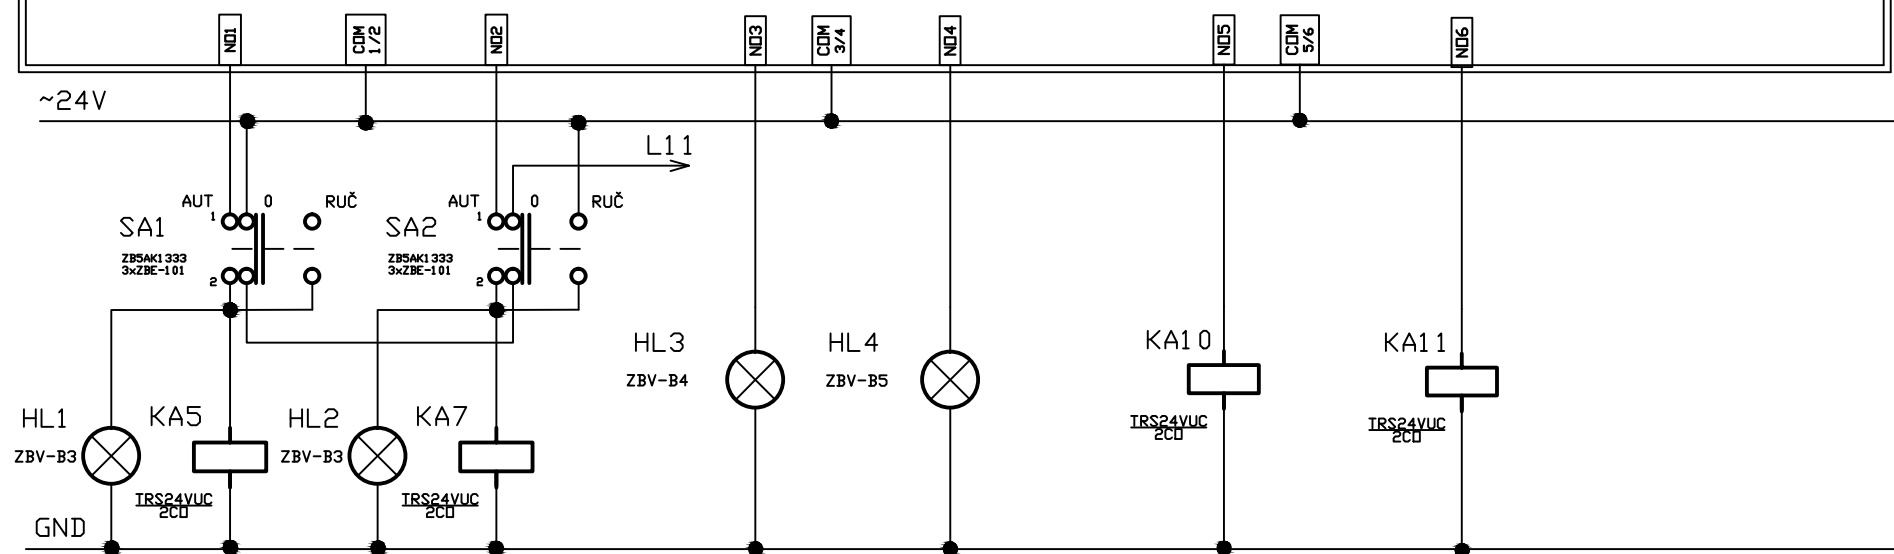 NO1
COM
1/2
NO2
NO3
COM
3/4
NO4
NO5
COM
5/6
NO6
~24V
L11
AUT 0 RUČ
AUT 0 RUČ
1
1
SA1
SA2
ZB5AK1333
3xZBE-101
ZB5AK1333
3xZBE-101
2
2
HL3
ZBV-B4
HL4
ZBV-B5
KA10
TRS24VUC
2CO
KA11
TRS24VUC
2CO
HL1
ZBV-B3
KA5
TRS24VUC
2CO
HL2
ZBV-B3
KA7
TRS24VUC
2CO
GND